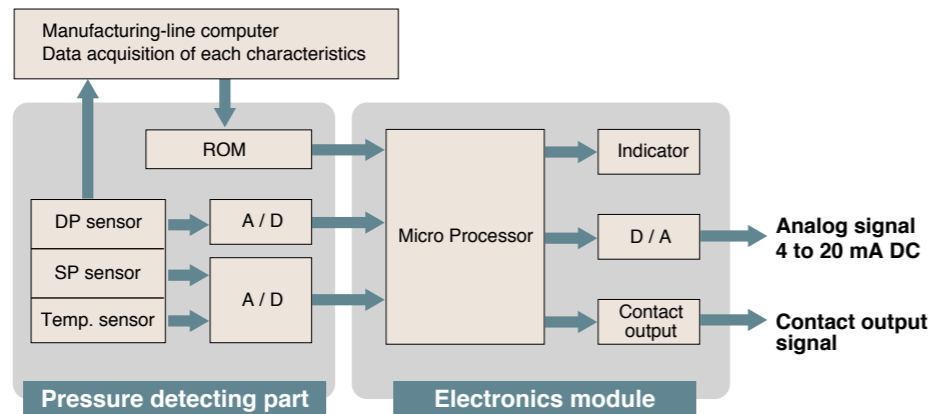 Manufacturing-line computer
Data acquisition of each characteristics
ROM
Indicator
DP sensor
A / D
Micro Processor
D / A
Analog signal
4 to 20 mA DC
SP sensor
A / D
Temp. sensor
Contact
output
Contact output
signal
Pressure detecting part
Electronics module